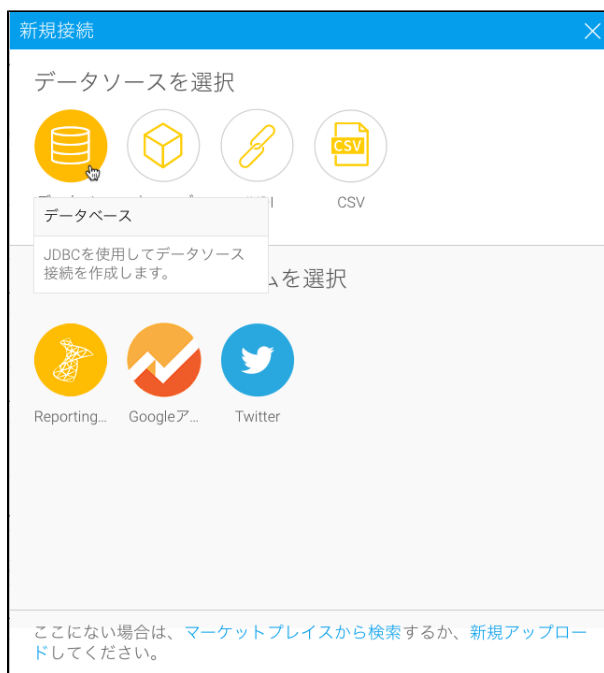 新規接続
データソースを選択
CSV
CSV
データベース
JDBCを使用してデータソース
接続を作成します。
ムを選択
Reporting...
Googleア...
Twitter
ここにない場合は、マーケットプレイスから検索するか、新規アップロー
ドしてください。